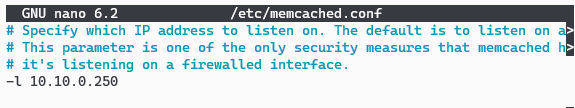 GNU nano 6.2 /etc/memcached.conf
# Specify which IP address to listen on. The default is to listen on a>
# This parameter is one of the only security measures that memcached h>
# it's listening on a firewalled interface.
-l 10.10.0.250